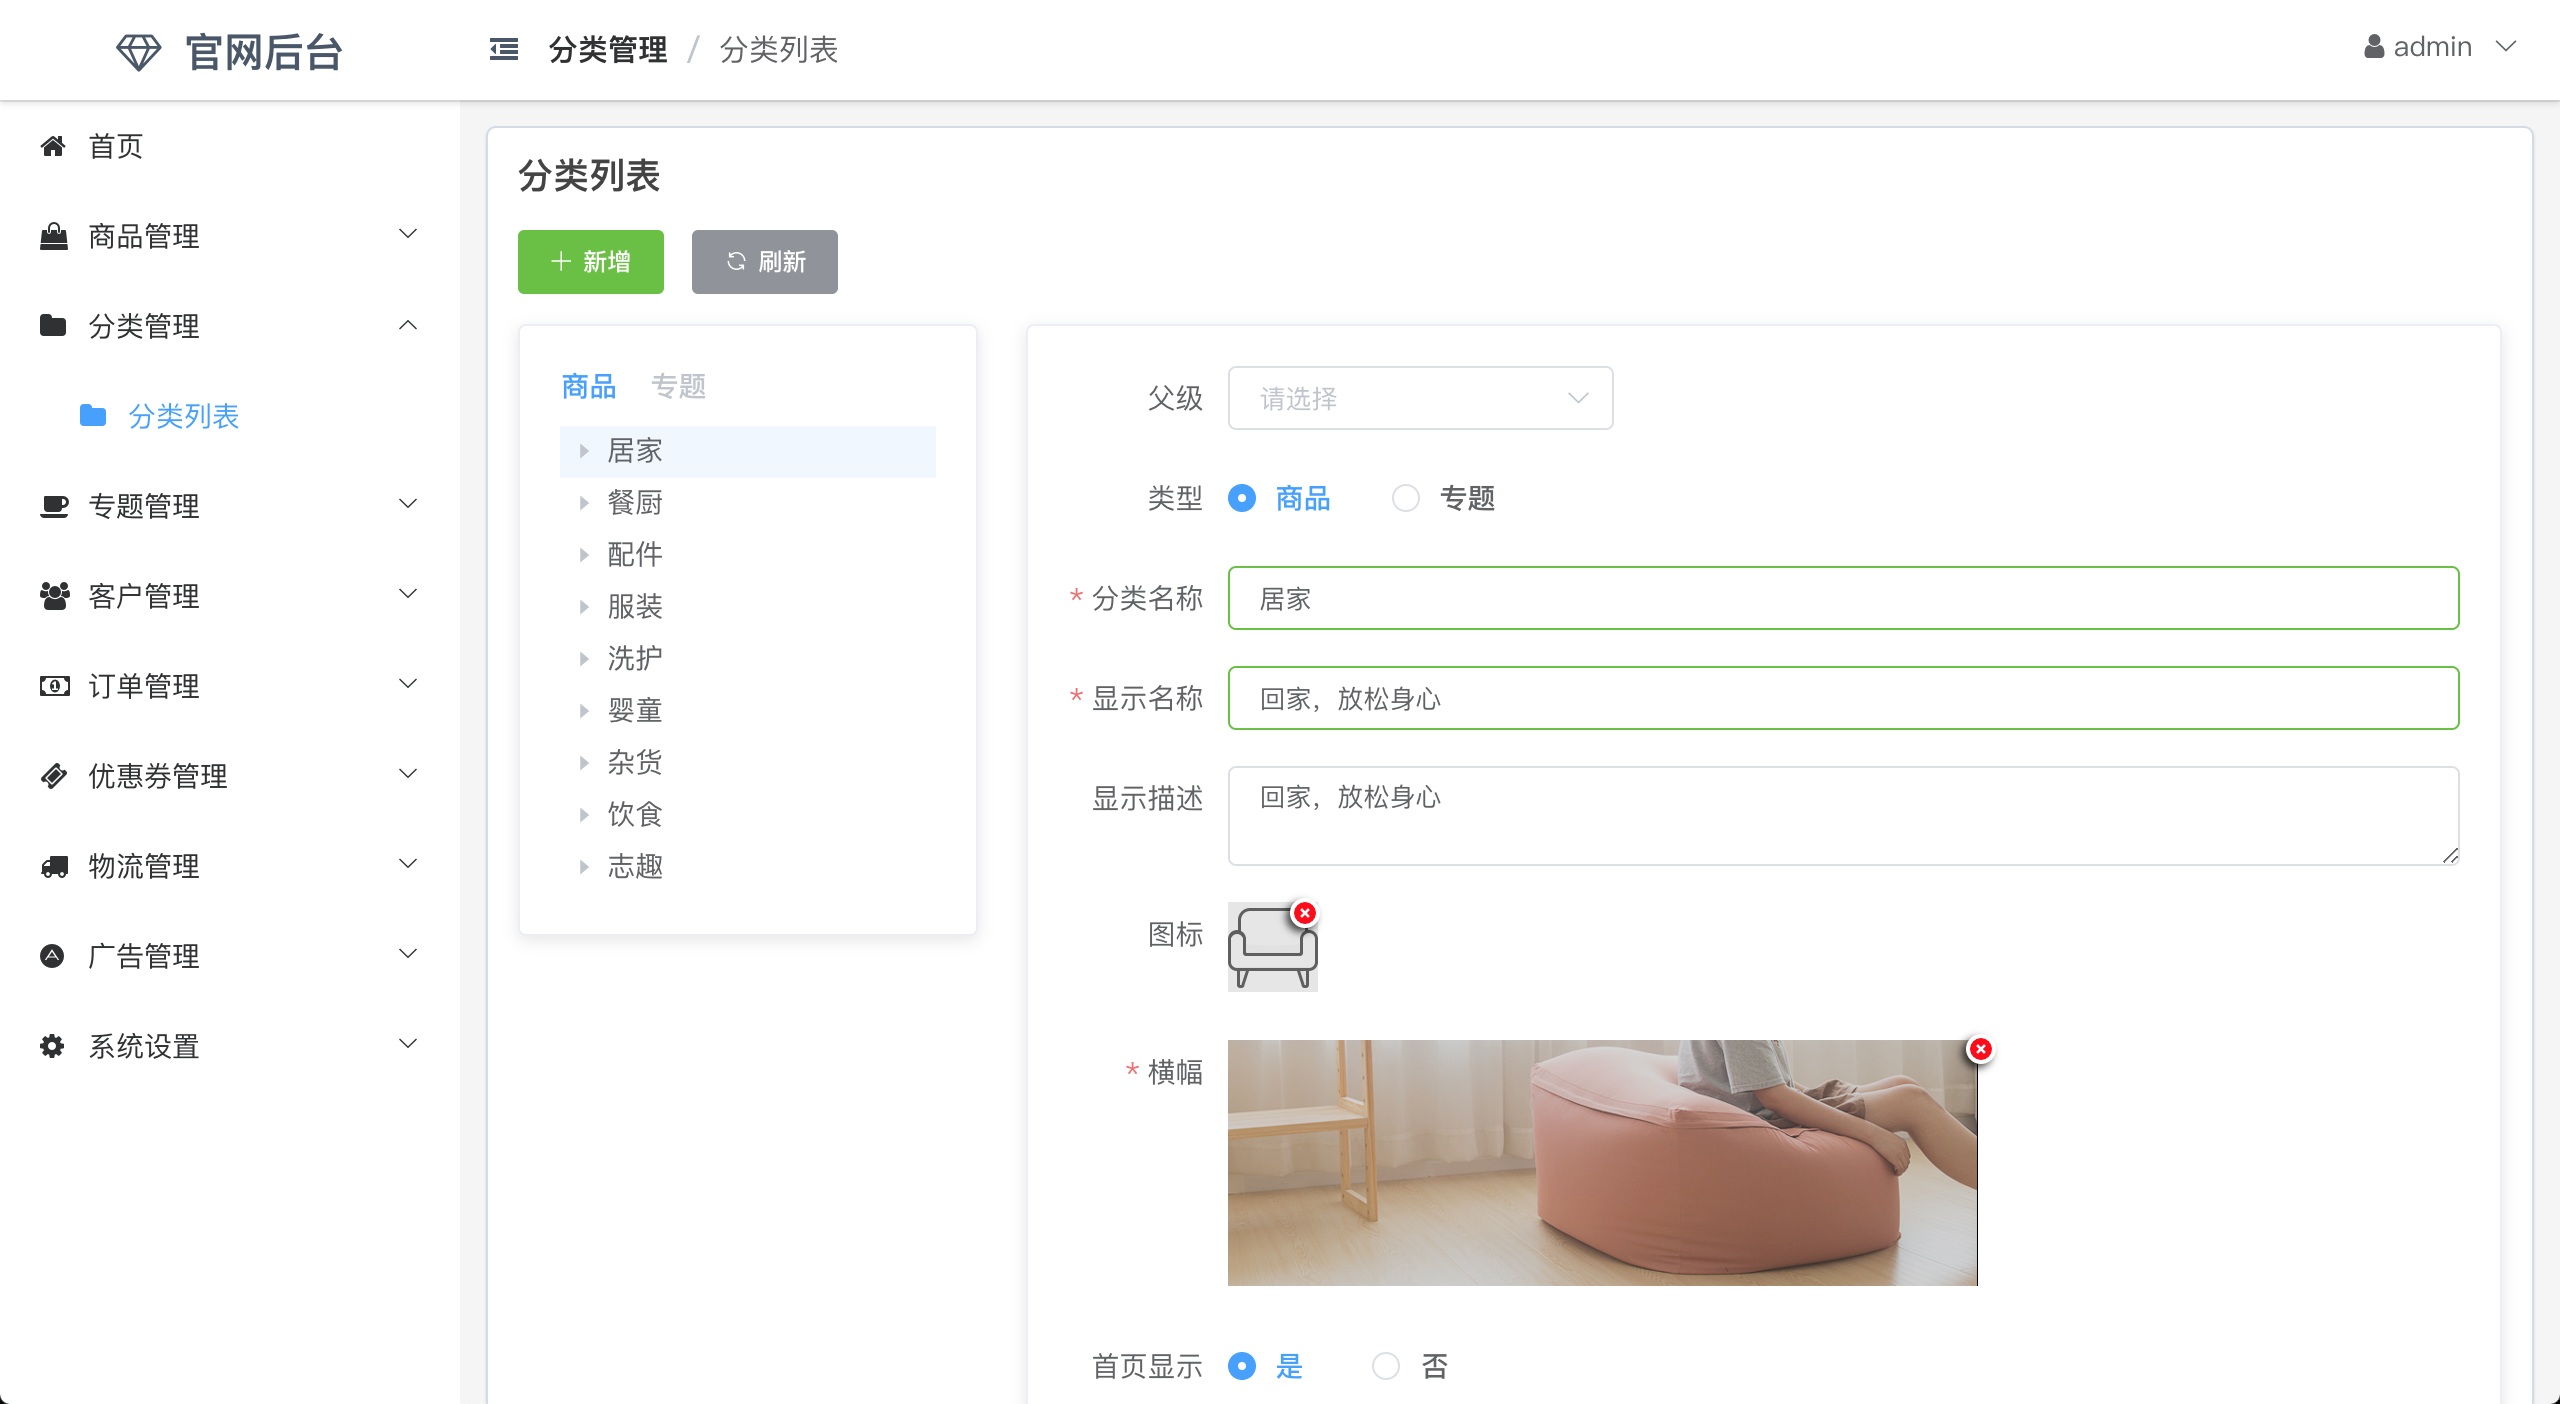 官网后台
分类管理 / 分类列表
admin
首页
商品管理
分类管理
分类列表
专题管理
客户管理
订单管理
优惠券管理
物流管理
广告管理
系统设置
分类列表
新增 刷新
商品 专题
居家
餐厨
配件
服装
洗护
婴童
杂货
饮食
志趣
父级 请选择
类型 商品 专题
* 分类名称 居家
* 显示名称 回家，放松身心
显示描述 回家，放松身心
图标
* 横幅
首页显示 是 否